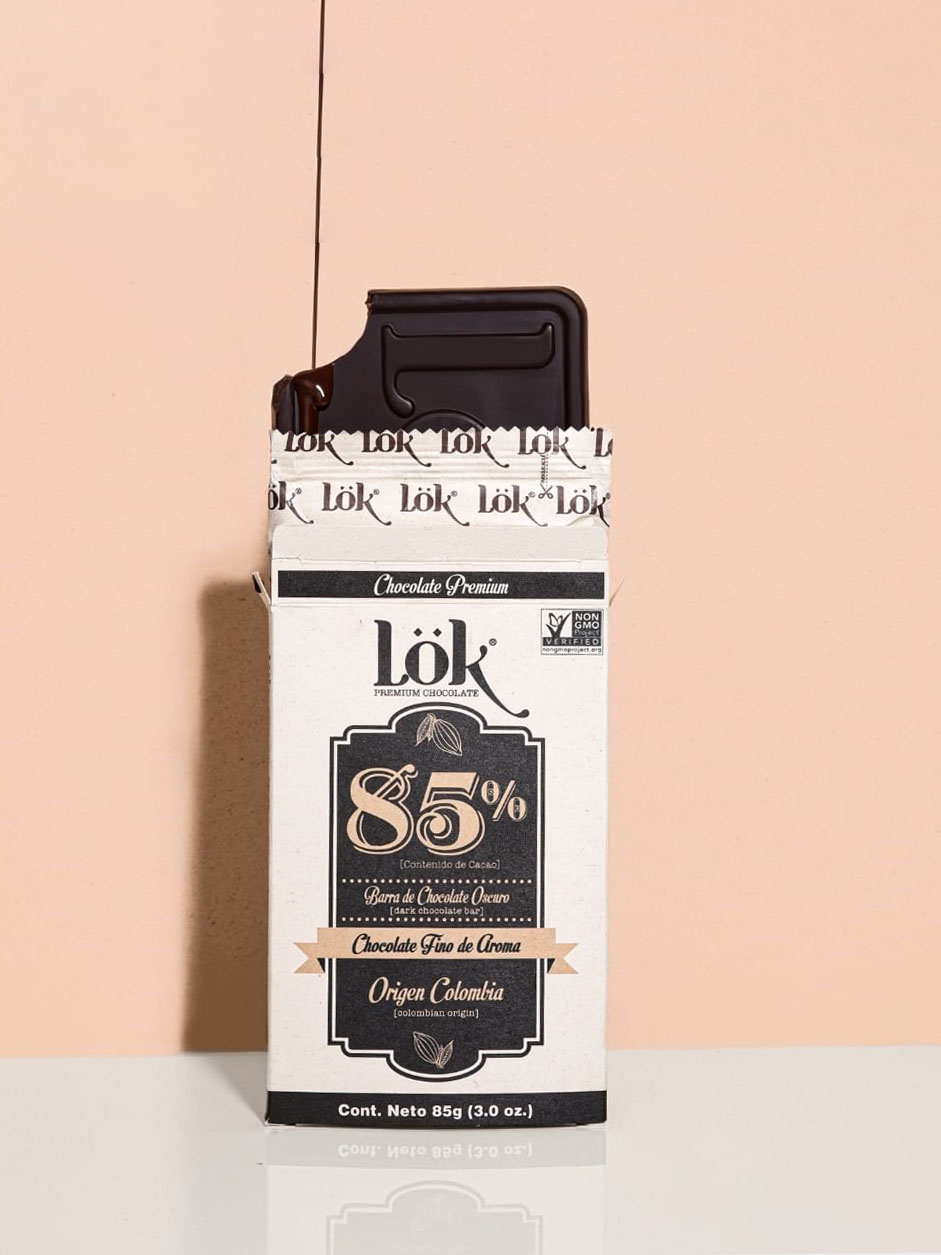 lök lök lök lök
ök® lök® lök® lök® lök
Chocolate Premium
lök®
PREMIUM CHOCOLATE
NON
GMO
Project
VERIFIED
nongmoproject.org
85%
[Contenido de Cacao]
Barra de Chocolate Oscuro
[dark chocolate bar]
Chocolate Fino de Aroma
Origen Colombia
[colombian origin]
Cont. Neto 85g (3.0 oz.)